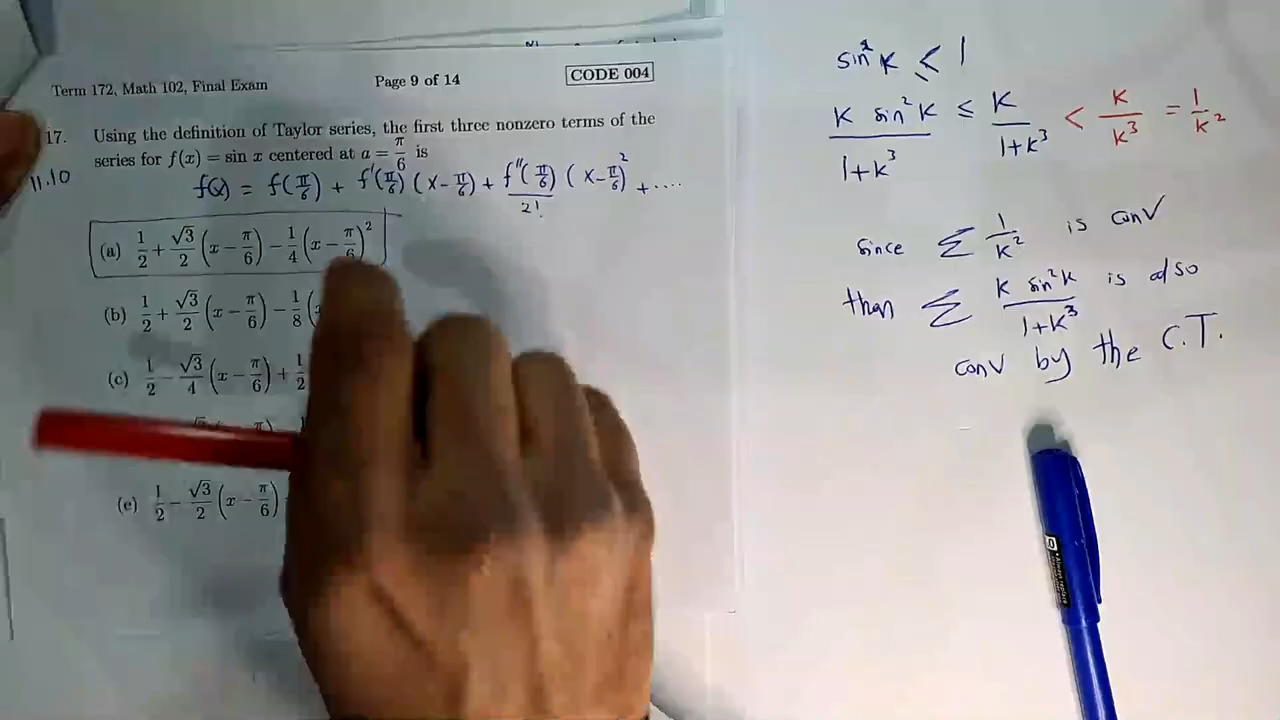 Term 172, Math 102, Final Exam Page 9 of 14 CODE 004
17. Using the definition of Taylor series, the first three nonzero terms of the
series for f(x) = sin x centered at a = π/6 is
11.10
f(x) = f(π/6) + f'(π/6) (x - π/6) + f''(π/6)/2! (x - π/6)² + ....
(a) 1/2 + √3/2 (x − π/6) − 1/4 (x − π/6)²
(b) 1/2 + √3/2 (x − π/6) − 1/8 (
(c) 1/2 − √3/4 (x − π/6) + 1/2
(e) 1/2 − √3/2 (x − π/6)
sin² k ≤ 1
k sin² k / 1+k³ ≤ k / 1+k³ < k / k³ = 1 / k²
since Σ 1/k² is conv
then Σ k sin² k / 1+k³ is also
conv by the C.T.